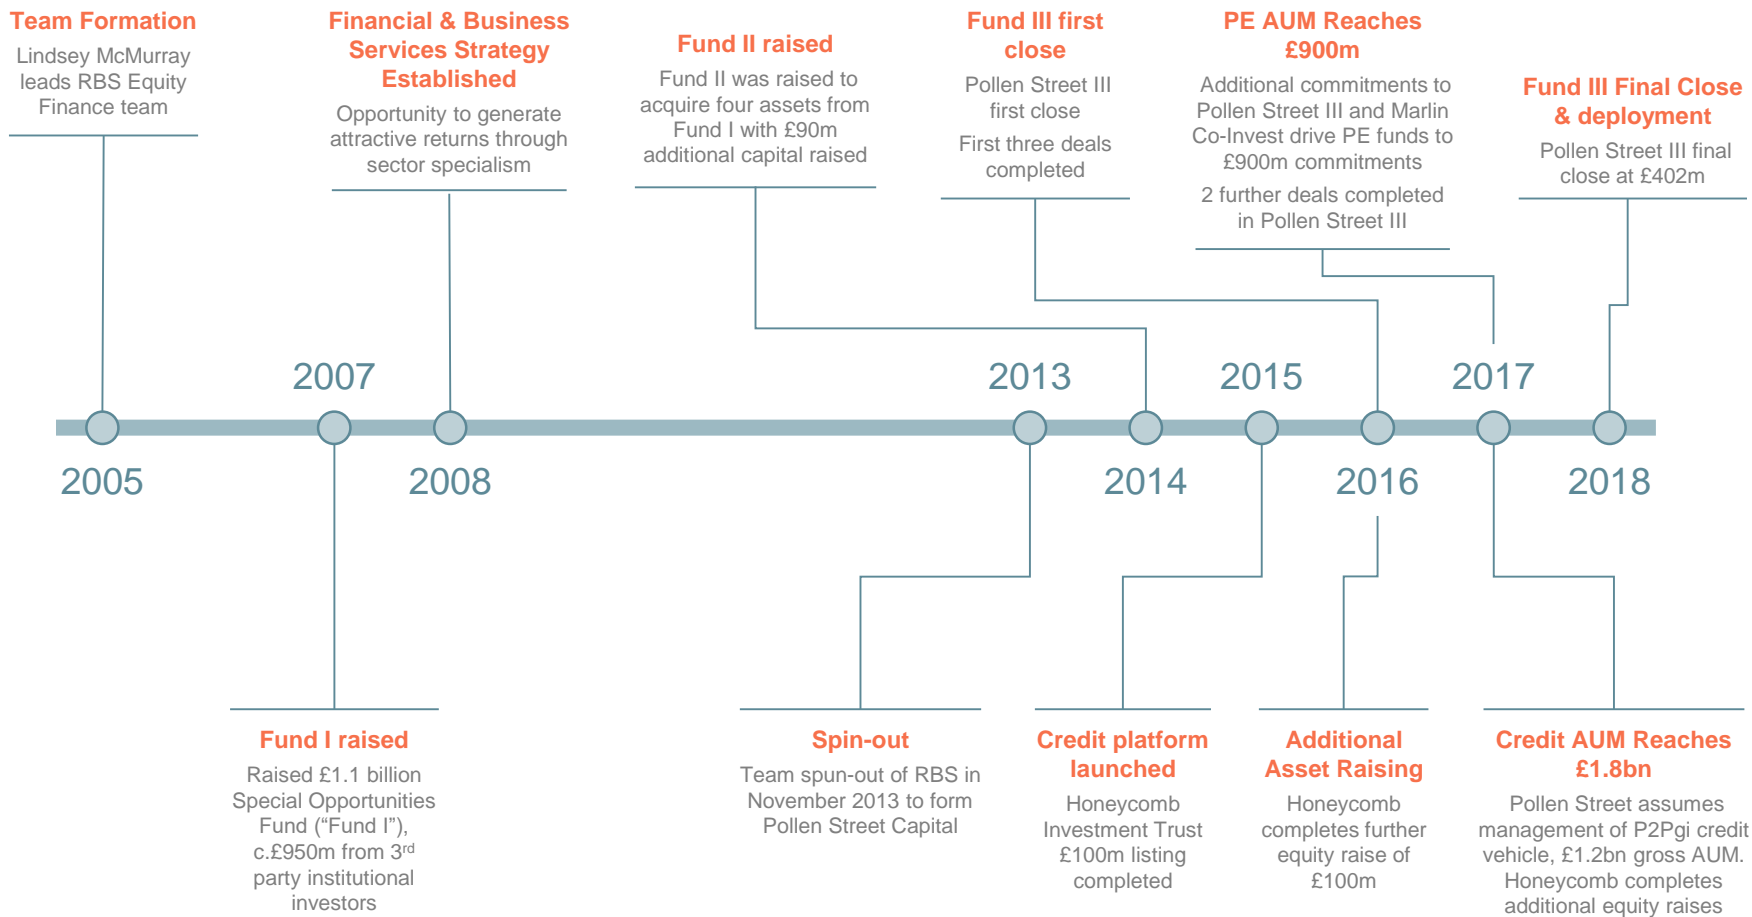 Team Formation
Lindsey McMurray
leads RBS Equity
Finance team
Financial & Business
Services Strategy
Established
Opportunity to generate
attractive returns through
sector specialism
Fund II raised
Fund II was raised to
acquire four assets from
Fund I with £90m
additional capital raised
Fund III first
close
Pollen Street III
first close
First three deals
completed
PE AUM Reaches
£900m
Additional commitments to
Pollen Street III and Marlin
Co-Invest drive PE funds to
£900m commitments
2 further deals completed
in Pollen Street III
Fund III Final Close
& deployment
Pollen Street III final
close at £402m
2007
2013
2015
2017
2005
2008
2014
2016
2018
Fund I raised
Raised £1.1 billion
Special Opportunities
Fund (“Fund I”),
c.£950m from 3rd
party institutional
investors
Spin-out
Team spun-out of RBS in
November 2013 to form
Pollen Street Capital
Credit platform
launched
Honeycomb
Investment Trust
£100m listing
completed
Additional
Asset Raising
Honeycomb
completes further
equity raise of
£100m
Credit AUM Reaches
£1.8bn
Pollen Street assumes
management of P2Pgi credit
vehicle, £1.2bn gross AUM.
Honeycomb completes
additional equity raises